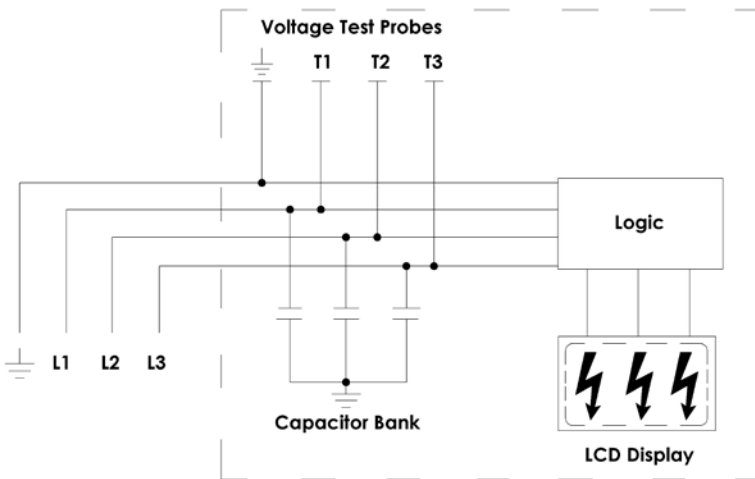 Voltage Test Probes
T1 T2 T3
Logic
L1 L2 L3
Capacitor Bank
LCD Display